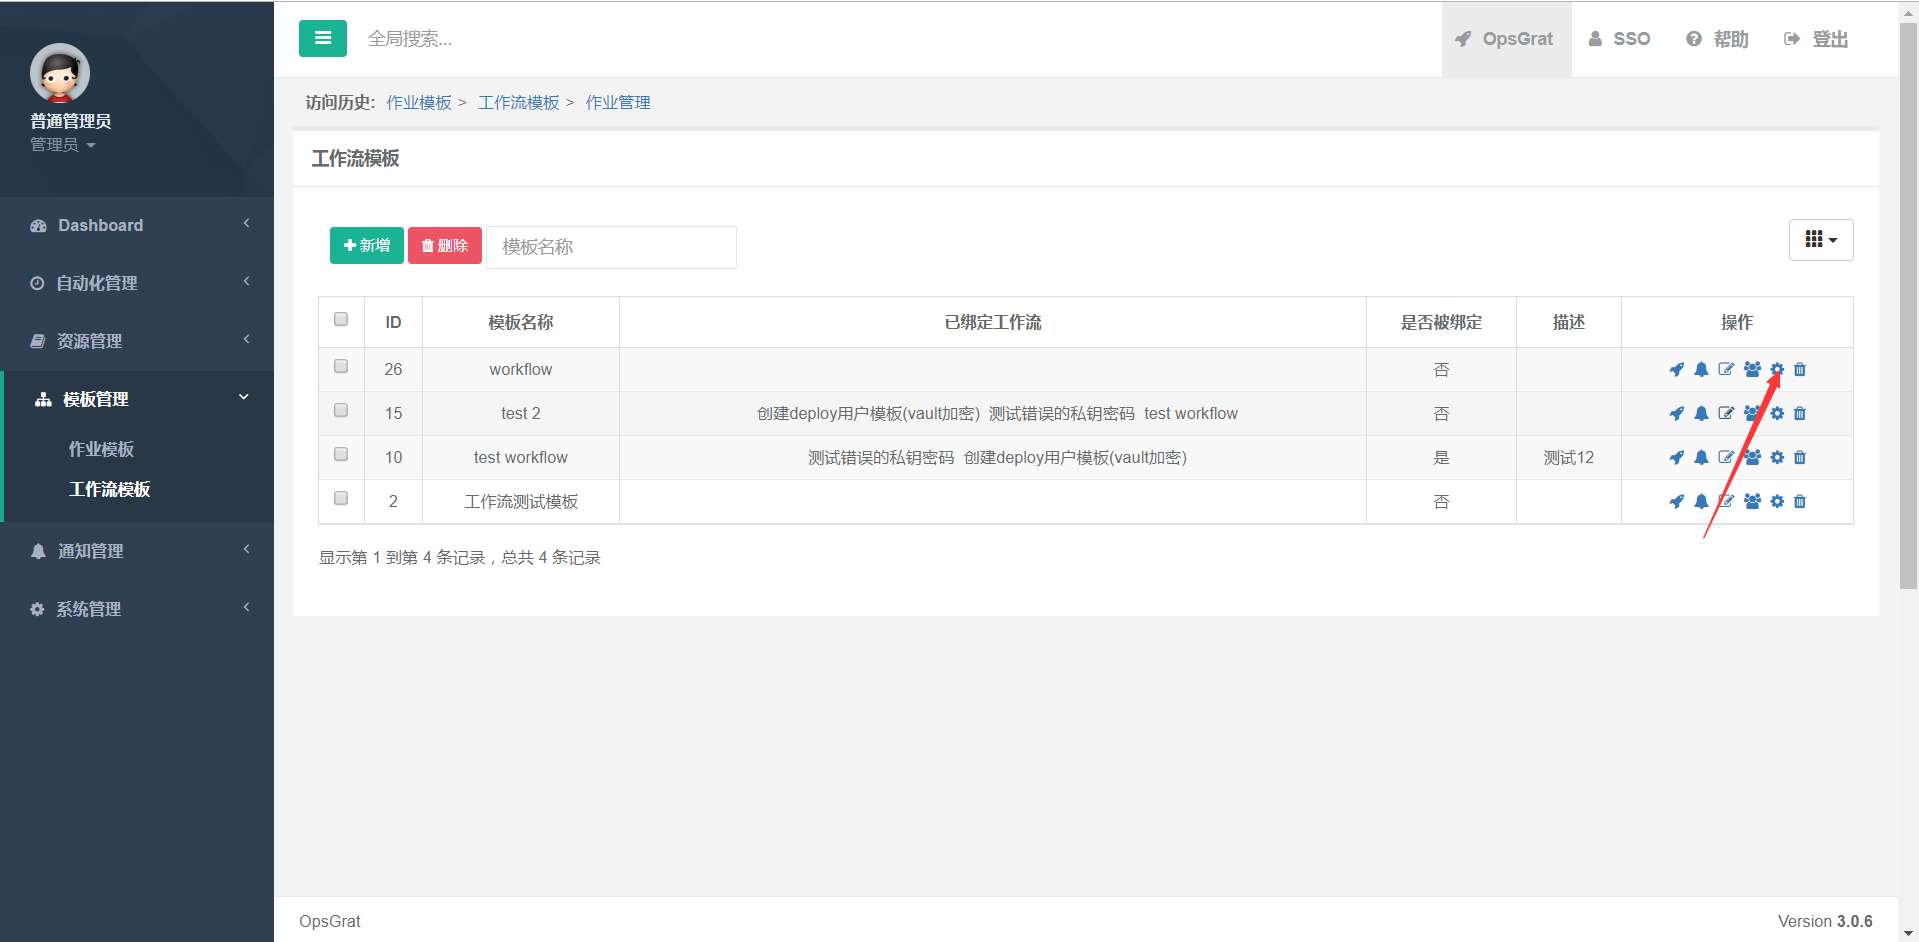 普通管理员
管理员
Dashboard
自动化管理
资源管理
模板管理
作业模板
工作流模板
通知管理
系统管理
全局搜索...
OpsGrat SSO 帮助 登出
访问历史: 作业模板 > 工作流模板 > 作业管理
工作流模板
新增 删除 模板名称
ID 模板名称 已绑定工作流 是否被绑定 描述 操作
26 workflow 否
15 test 2 创建deploy用户模板(vault加密) 测试错误的私钥密码 test workflow 否
10 test workflow 测试错误的私钥密码 创建deploy用户模板(vault加密) 是 测试12
2 工作流测试模板 否
显示第 1 到第 4 条记录，总共 4 条记录
OpsGrat Version 3.0.6